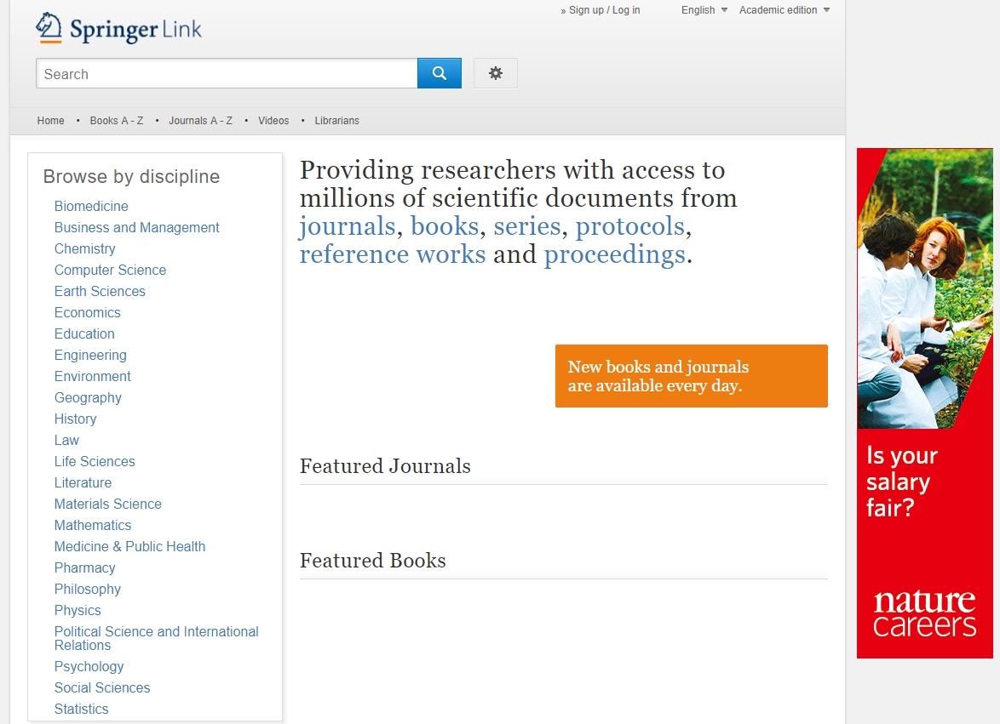 » Sign up / Log in
English
Academic edition
Springer Link
Search
Home • Books A - Z • Journals A - Z • Videos • Librarians
Browse by discipline
Biomedicine
Business and Management
Chemistry
Computer Science
Earth Sciences
Economics
Education
Engineering
Environment
Geography
History
Law
Life Sciences
Literature
Materials Science
Mathematics
Medicine & Public Health
Pharmacy
Philosophy
Physics
Political Science and International
Relations
Psychology
Social Sciences
Statistics
Providing researchers with access to
millions of scientific documents from
journals, books, series, protocols,
reference works and proceedings.
New books and journals
are available every day.
Featured Journals
Featured Books
Is your
salary
fair?
nature
careers